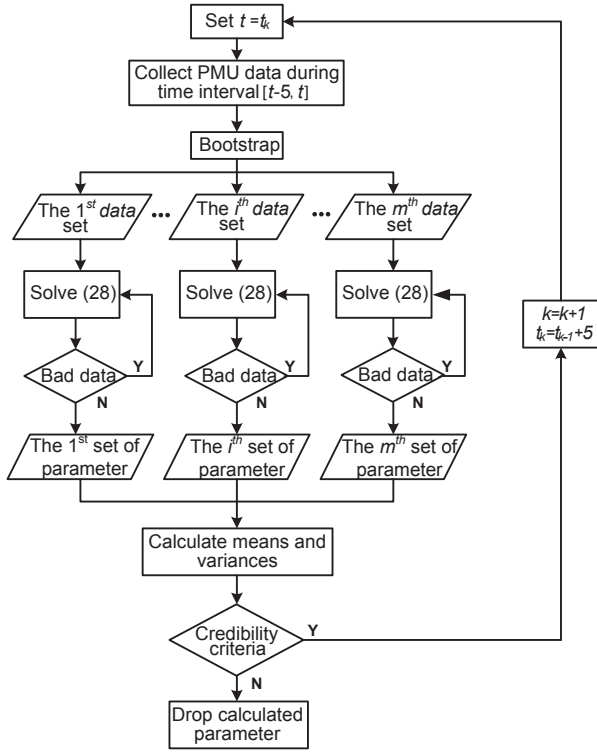 Set t =tk
Collect PMU data during
time interval [t-5, t]
Bootstrap
The 1st data
set
...
The ith data
set
...
The mth data
set
Solve (28)
Solve (28)
Solve (28)
k=k+1
tk=tk-1+5
Bad data
Y
N
Bad data
Y
N
Bad data
Y
N
The 1st set of
parameter
The ith set of
parameter
The mth set of
parameter
Calculate means and
variances
Credibility
criteria
Y
N
Drop calculated
parameter